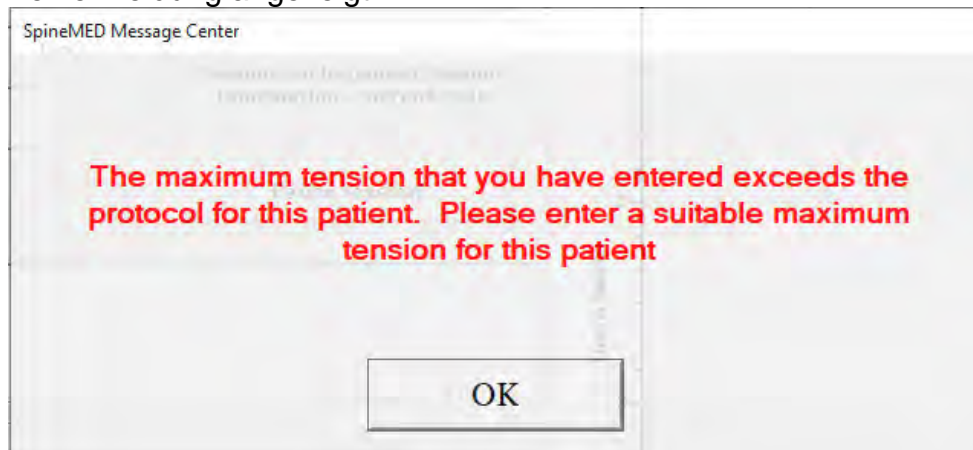 SpineMED Message Center
The maximum tension that you have entered exceeds the
protocol for this patient.  Please enter a suitable maximum
tension for this patient
OK